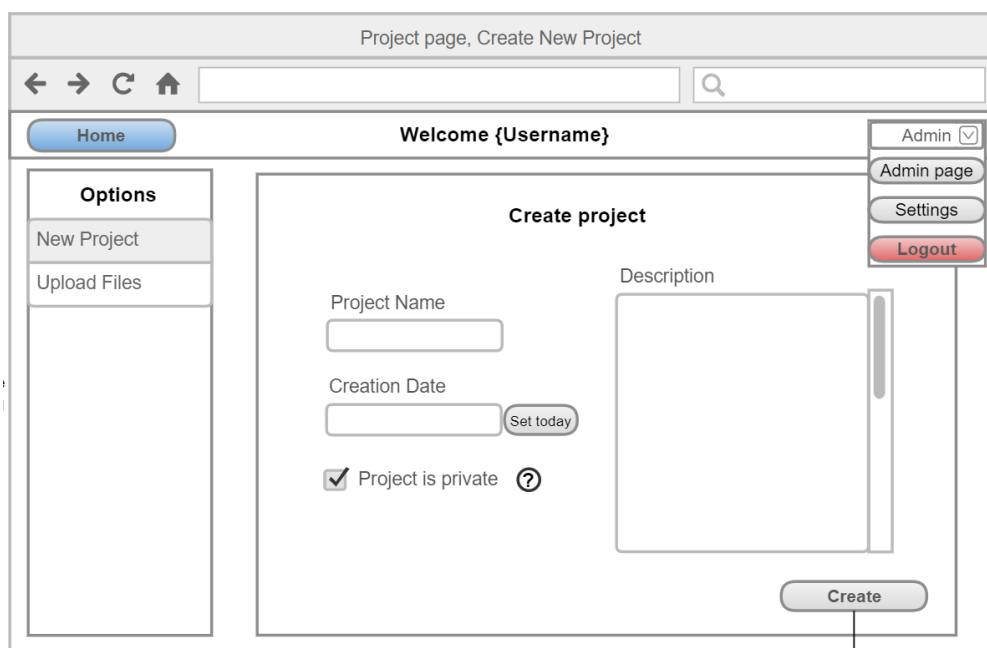 Project page, Create New Project
Home
Welcome {Username}
Admin
Admin page
Settings
Logout
Options
New Project
Upload Files
Create project
Project Name
Creation Date
Set today
Project is private ?
Description
Create